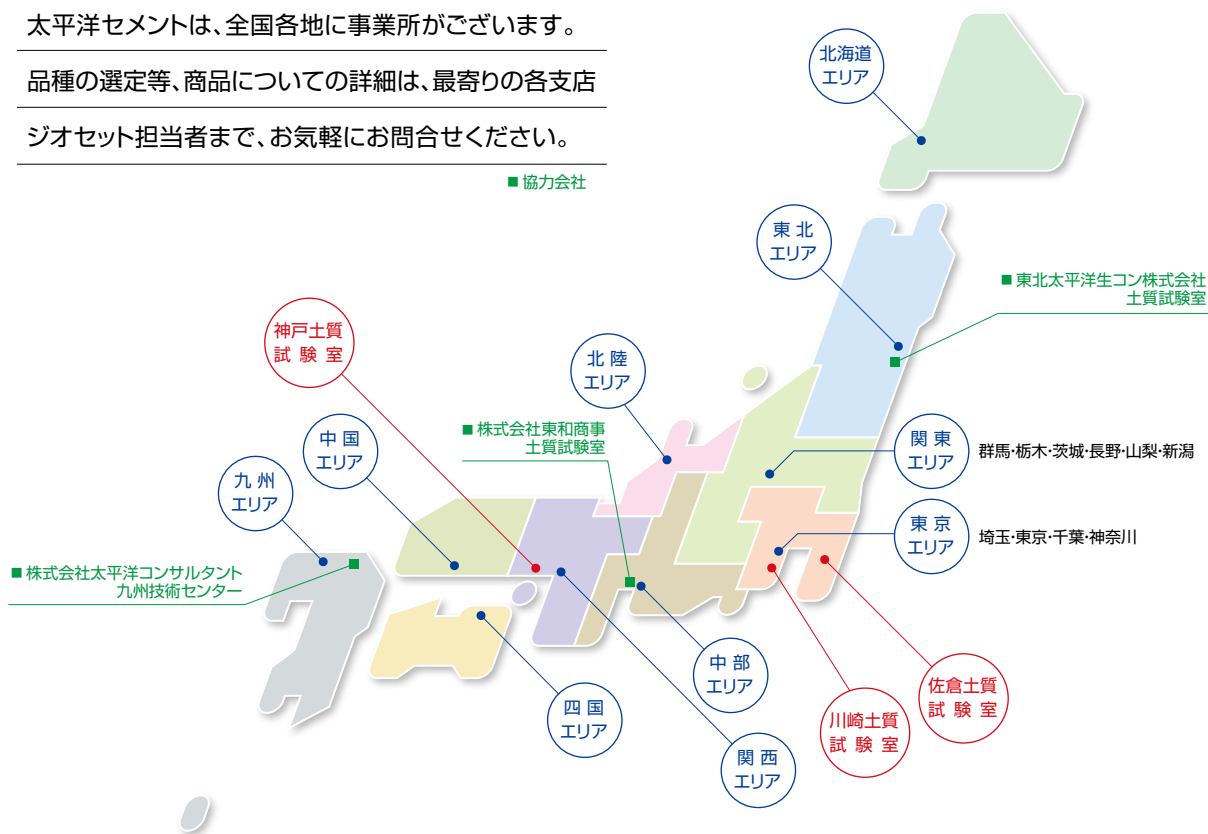 太平洋セメントは、全国各地に事業所がございます。
品種の選定等、商品についての詳細は、最寄りの各支店
ジオセット担当者まで、お気軽にお問合せください。
■ 協力会社
北海道
エリア
東 北
エリア
■ 東北太平洋生コン株式会社
土質試験室
神戸土質
試 験 室
北 陸
エリア
■ 株式会社東和商事
土質試験室
中 国
エリア
九 州
エリア
関 東
エリア
群馬・栃木・茨城・長野・山梨・新潟
東 京
エリア
埼玉・東京・千葉・神奈川
■ 株式会社太平洋コンサルタント
九州技術センター
中 部
エリア
佐倉土質
試 験 室
四 国
エリア
川崎土質
試 験 室
関 西
エリア